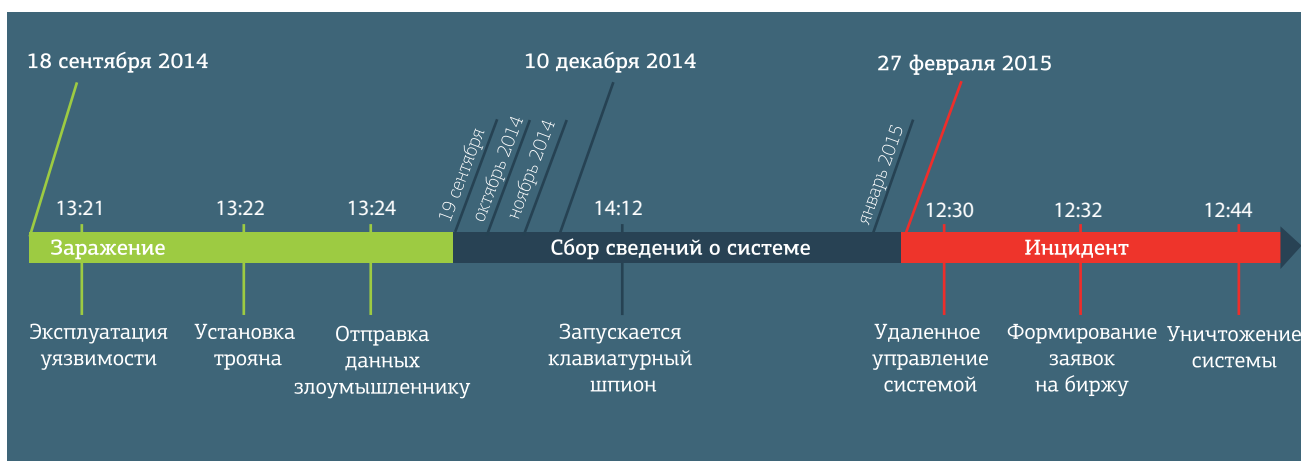 18 сентября 2014
10 декабря 2014
27 февраля 2015
19 сентября
октябрь 2014
ноябрь 2014
январь 2015
13:21
13:22
13:24
14:12
12:30
12:32
12:44
Заражение
Сбор сведений о системе
Инцидент
Эксплуатация
уязвимости
Установка
трояна
Отправка
данных
злоумышленнику
Запускается
клавиатурный
шпион
Удаленное
управление
системой
Формирование
заявок
на биржу
Уничтожение
системы